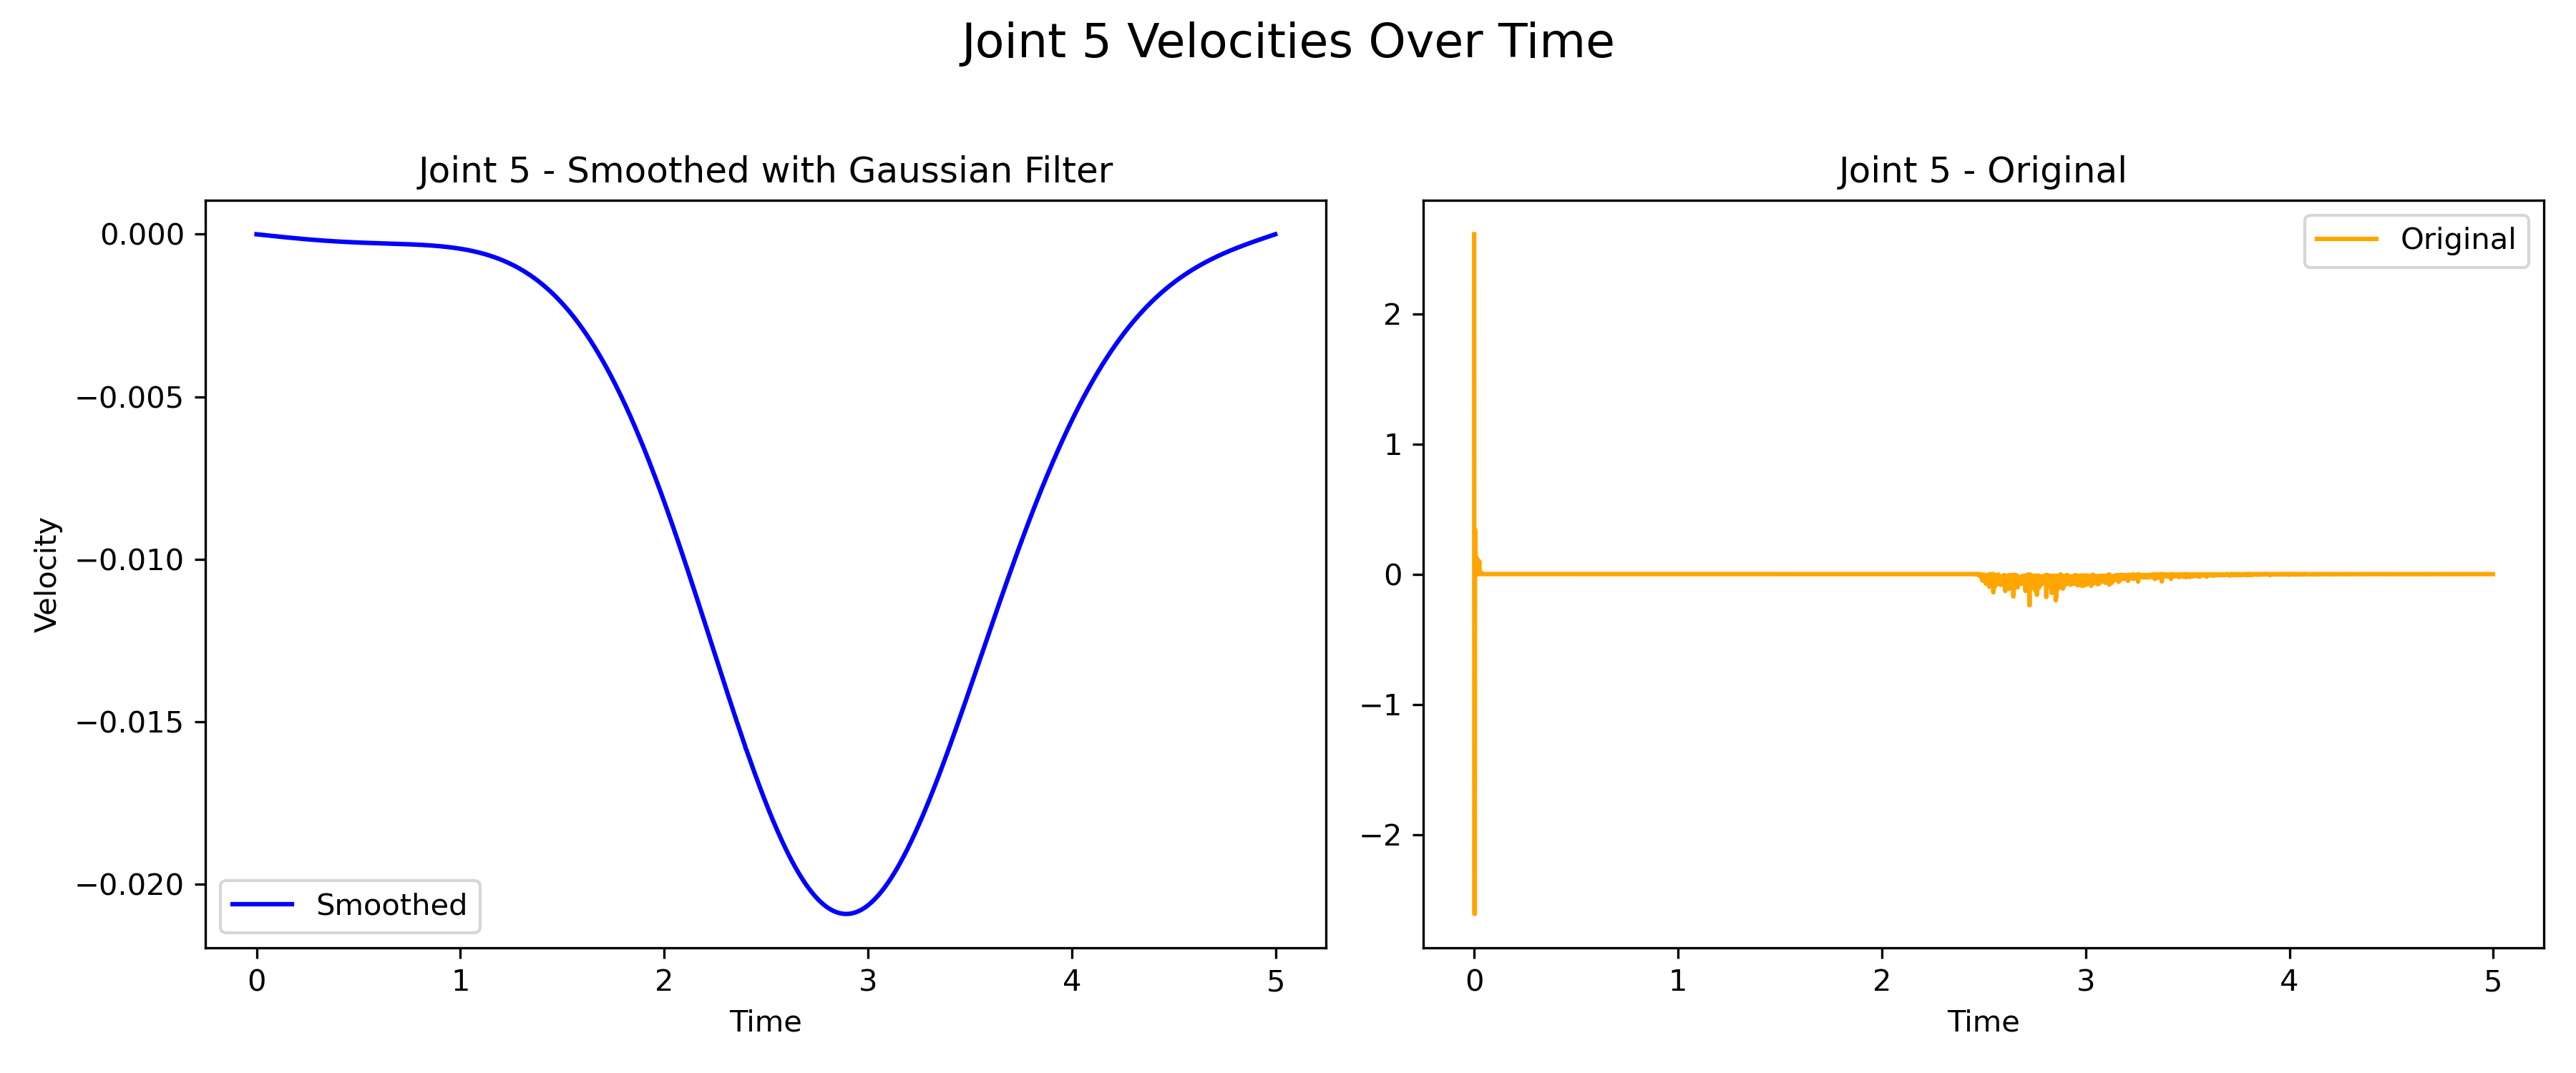 Joint 5 Velocities Over Time
Joint 5 - Smoothed with Gaussian Filter
0.000
−0.005
−0.010
−0.015
−0.020
Velocity
Smoothed
0 1 2 3 4 5
Time
Joint 5 - Original
Original
2
1
0
−1
−2
0 1 2 3 4 5
Time